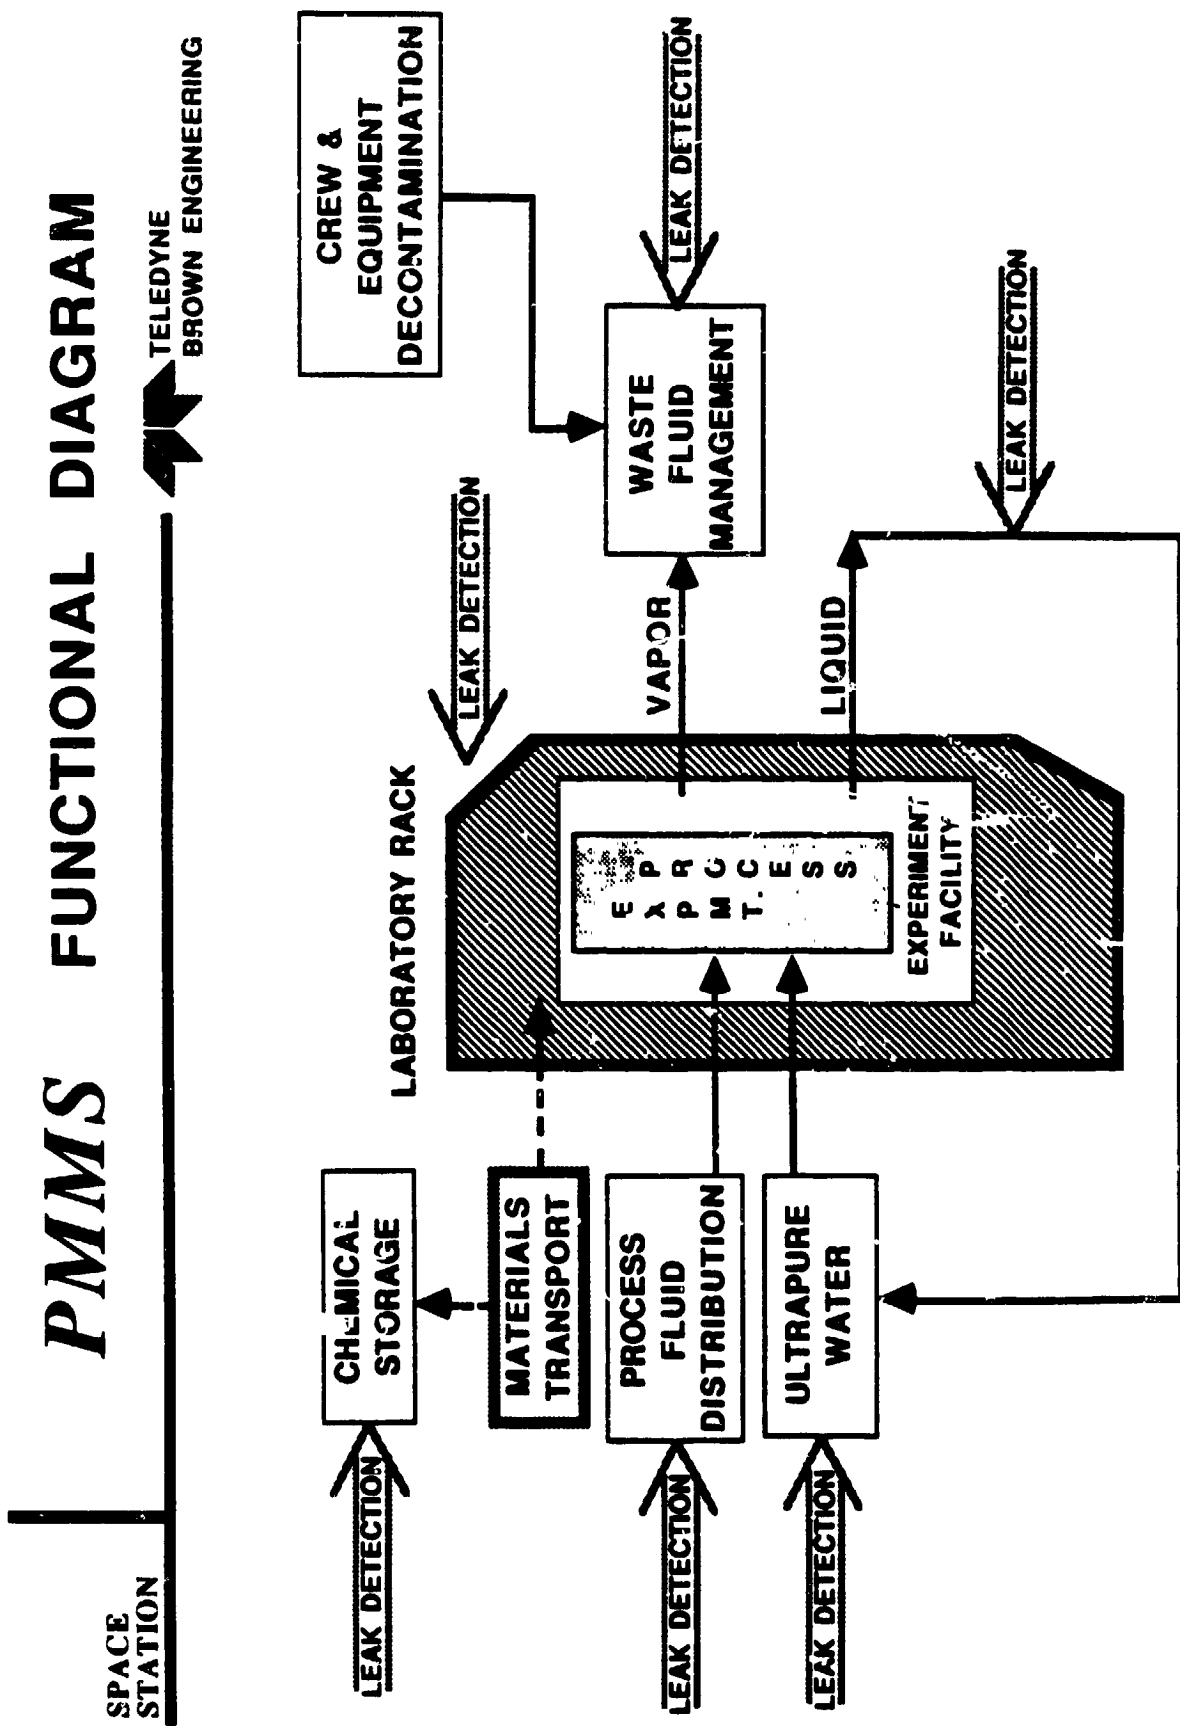 SPACE
STATION
PMMS FUNCTIONAL DIAGRAM
TELEDYNE
BROWN ENGINEERING
LEAK DETECTION
CHEMICAL
STORAGE
MATERIALS
TRANSPORT
LEAK DETECTION
PROCESS
FLUID
DISTRIBUTION
LEAK DETECTION
ULTRAPURE
WATER
LABORATORY RACK
LEAK DETECTION
EXPMT.
PROCESS
EXPERIMENT
FACILITY
VAPOR
LIQUID
CREW &
EQUIPMENT
DECONTAMINATION
WASTE
FLUID
MANAGEMENT
LEAK DETECTION
LEAK DETECTION